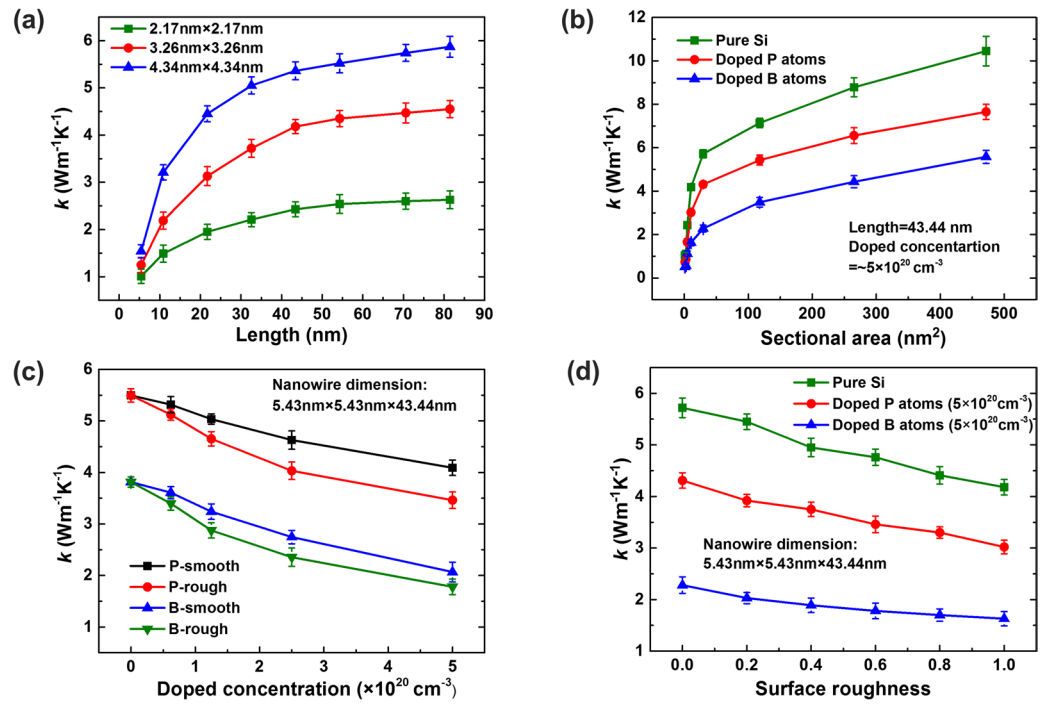 (a)
2.17nm×2.17nm
3.26nm×3.26nm
4.34nm×4.34nm
k (Wm⁻¹K⁻¹)
6
5
4
3
2
1
0 10 20 30 40 50 60 70 80 90
Length (nm)
(b)
Pure Si
Doped P atoms
Doped B atoms
k (Wm⁻¹K⁻¹)
12
10
8
6
4
2
0
Length=43.44 nm
Doped concentartion
=~5×10²⁰ cm⁻³
0 100 200 300 400 500
Sectional area (nm²)
(c)
Nanowire dimension:
5.43nm×5.43nm×43.44nm
k (Wm⁻¹K⁻¹)
6
5
4
3
2
1
P-smooth
P-rough
B-smooth
B-rough
0 1 2 3 4 5
Doped concentration (×10²⁰ cm⁻³)
(d)
Pure Si
Doped P atoms (5×10²⁰cm⁻³)
Doped B atoms (5×10²⁰cm⁻³)
k (Wm⁻¹K⁻¹)
6
5
4
3
2
1
Nanowire dimension:
5.43nm×5.43nm×43.44nm
0.0 0.2 0.4 0.6 0.8 1.0
Surface roughness